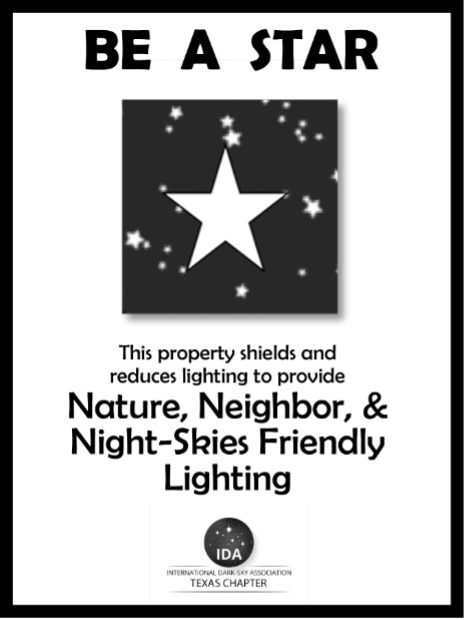 BE A STAR
This property shields and
reduces lighting to provide
Nature, Neighbor, &
Night-Skies Friendly
Lighting
IDA
INTERNATIONAL DARK-SKY ASSOCIATION
TEXAS CHAPTER